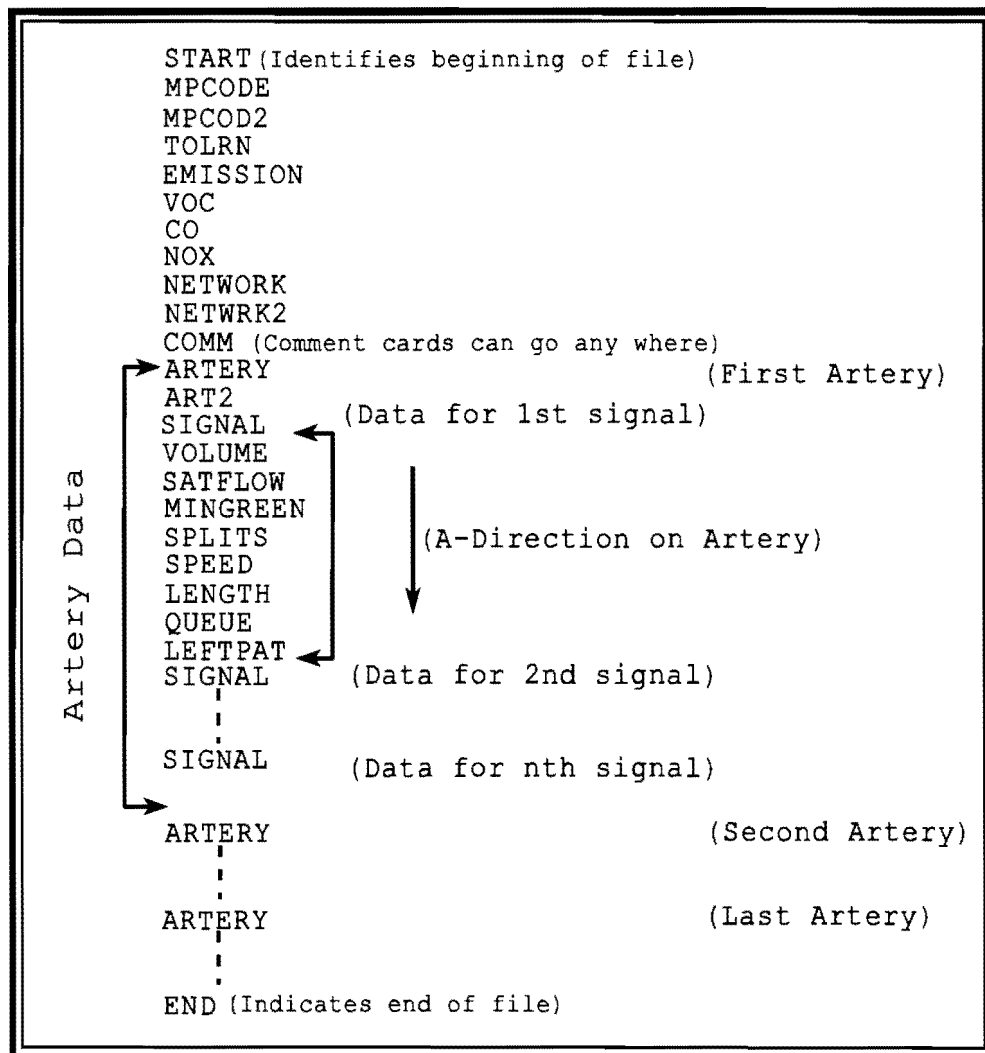 START (Identifies beginning of file)
MPCODE
MPCOD2
TOLRN
EMISSION
VOC
CO
NOX
NETWORK
NETWRK2
COMM (Comment cards can go any where)
ARTERY (First Artery)
ART2
SIGNAL (Data for 1st signal)
VOLUME
SATFLOW
MINGREEN
SPLITS (A-Direction on Artery)
SPEED
LENGTH
QUEUE
LEFTPAT
SIGNAL (Data for 2nd signal)
SIGNAL (Data for nth signal)
Artery Data
ARTERY (Second Artery)
ARTERY (Last Artery)
END (Indicates end of file)